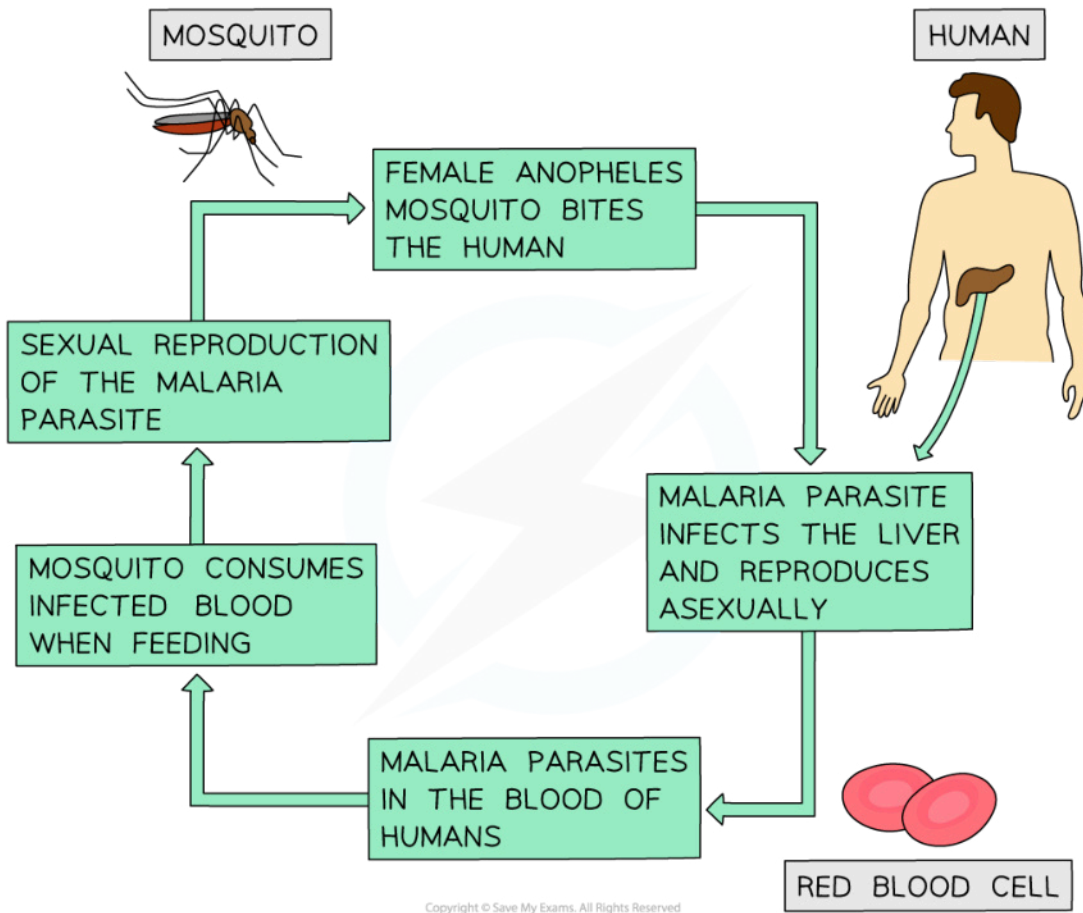 MOSQUITO
HUMAN
FEMALE ANOPHELES
MOSQUITO BITES
THE HUMAN
SEXUAL REPRODUCTION
OF THE MALARIA
PARASITE
MALARIA PARASITE
INFECTS THE LIVER
AND REPRODUCES
ASEXUALLY
MOSQUITO CONSUMES
INFECTED BLOOD
WHEN FEEDING
MALARIA PARASITES
IN THE BLOOD OF
HUMANS
RED BLOOD CELL
Copyright © Save My Exams. All Rights Reserved